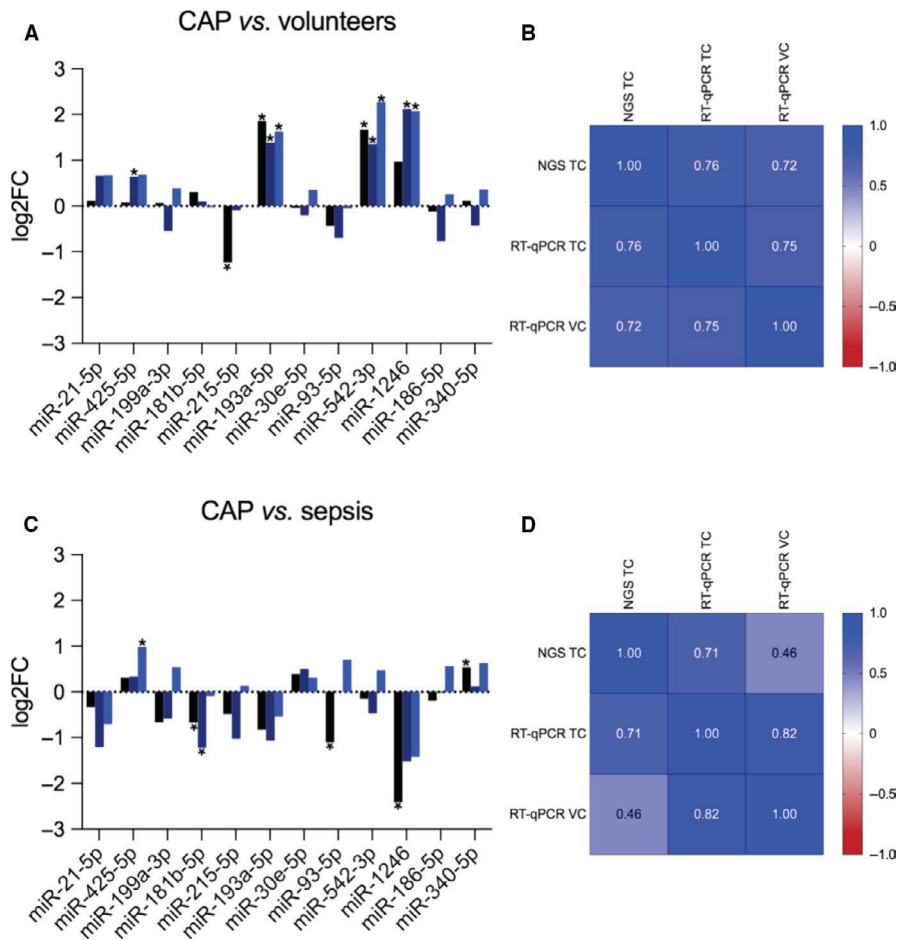 A
CAP vs. volunteers
log2FC
3
2
1
0
–1
–2
–3
* * * * * * * * * *
miR-21-5p
miR-425-5p
miR-199a-3p
miR-181b-5p
miR-215-5p
miR-193a-5p
miR-30e-5p
miR-93-5p
miR-542-3p
miR-1246
miR-186-5p
miR-340-5p
B
NGS TC
RT-qPCR TC
RT-qPCR VC
NGS TC 1.00 0.76 0.72
RT-qPCR TC 0.76 1.00 0.75
RT-qPCR VC 0.72 0.75 1.00
1.0
0.5
0
–0.5
–1.0
C
CAP vs. sepsis
log2FC
3
2
1
0
–1
–2
–3
* * * * * *
miR-21-5p
miR-425-5p
miR-199a-3p
miR-181b-5p
miR-215-5p
miR-193a-5p
miR-30e-5p
miR-93-5p
miR-542-3p
miR-1246
miR-186-5p
miR-340-5p
D
NGS TC
RT-qPCR TC
RT-qPCR VC
NGS TC 1.00 0.71 0.46
RT-qPCR TC 0.71 1.00 0.82
RT-qPCR VC 0.46 0.82 1.00
1.0
0.5
0
–0.5
–1.0